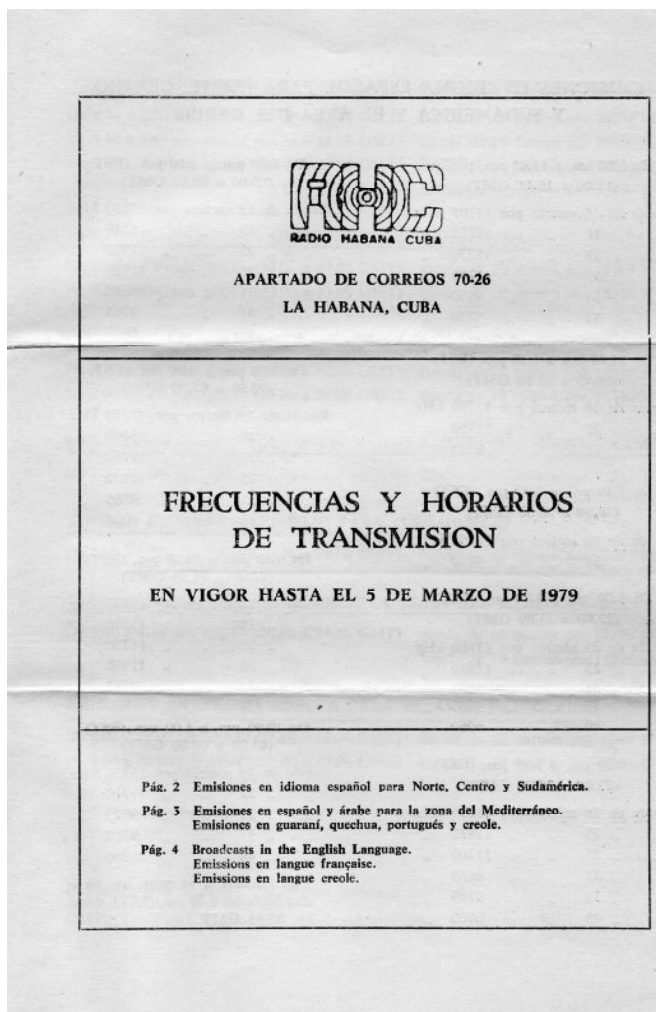 RHC
RADIO HABANA CUBA
APARTADO DE CORREOS 70-26
LA HABANA, CUBA
FRECUENCIAS Y HORARIOS
DE TRANSMISION
EN VIGOR HASTA EL 5 DE MARZO DE 1979
Pág. 2 Emisiones en idioma español para Norte, Centro y Sudamérica.
Pág. 3 Emisiones en español y árabe para la zona del Mediterráneo.
Emisiones en guaraní, quechua, portugués y creole.
Pág. 4 Broadcasts in the English Language.
Emissions en langue française.
Emissions en langue creole.